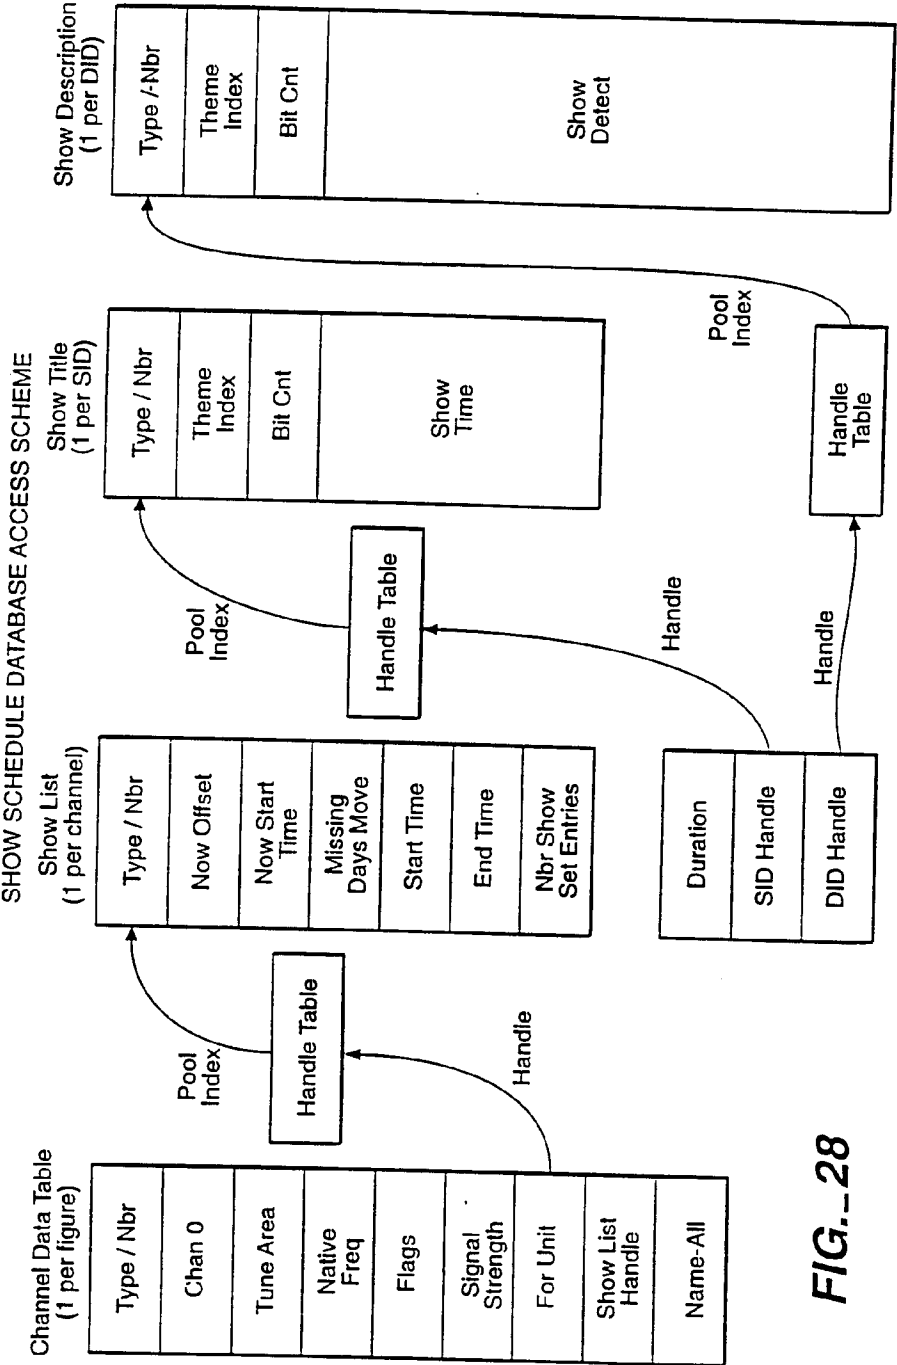 SHOW SCHEDULE DATABASE ACCESS SCHEME
Channel Data Table
(1 per figure)
Type / Nbr
Chan 0
Tune Area
Native
Freq
Flags
Signal
Strength
For Unit
Show List
Handle
Name-All
Handle
Handle Table
Pool
Index
Show List
(1 per channel)
Type / Nbr
Now Offset
Now Start
Time
Missing
Days Move
Start Time
End Time
Nbr Show
Set Entries
Duration
SID Handle
DID Handle
Handle
Handle Table
Pool
Index
Show Title
(1 per SID)
Type / Nbr
Theme
Index
Bit Cnt
Show
Time
Handle
Handle
Table
Pool
Index
Show Description
(1 per DID)
Type /-Nbr
Theme
Index
Bit Cnt
Show
Detect
FIG._28